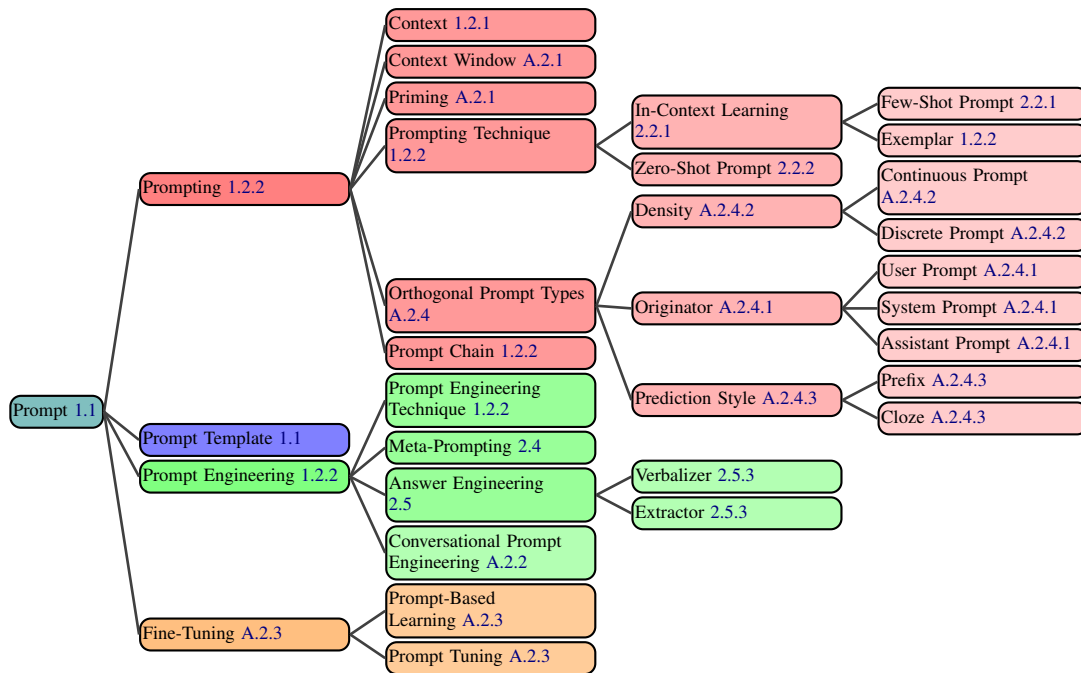 Context 1.2.1
Context Window A.2.1
Priming A.2.1
Prompting Technique
1.2.2
In-Context Learning
2.2.1
Few-Shot Prompt 2.2.1
Exemplar 1.2.2
Zero-Shot Prompt 2.2.2
Prompting 1.2.2
Density A.2.4.2
Continuous Prompt
A.2.4.2
Discrete Prompt A.2.4.2
Orthogonal Prompt Types
A.2.4
Originator A.2.4.1
User Prompt A.2.4.1
System Prompt A.2.4.1
Assistant Prompt A.2.4.1
Prompt Chain 1.2.2
Prediction Style A.2.4.3
Prefix A.2.4.3
Cloze A.2.4.3
Prompt 1.1
Prompt Template 1.1
Prompt Engineering 1.2.2
Prompt Engineering
Technique 1.2.2
Meta-Prompting 2.4
Answer Engineering
2.5
Verbalizer 2.5.3
Extractor 2.5.3
Conversational Prompt
Engineering A.2.2
Fine-Tuning A.2.3
Prompt-Based
Learning A.2.3
Prompt Tuning A.2.3